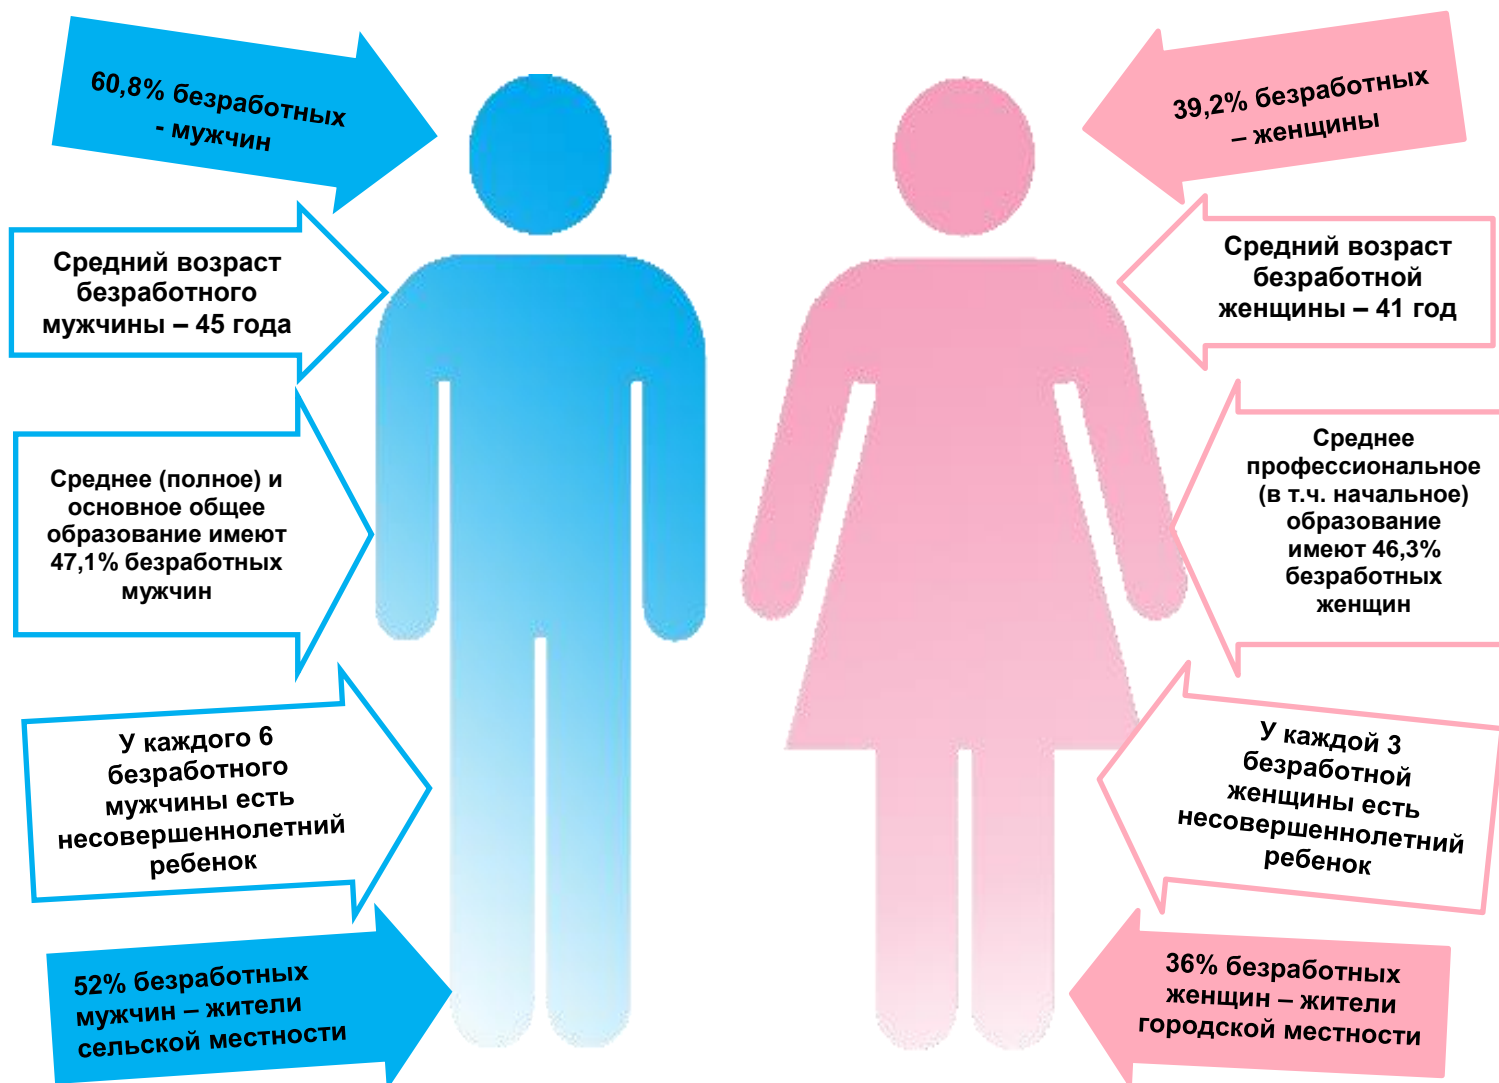 60,8% безработных
- мужчин
39,2% безработных
– женщины
Средний возраст
безработного
мужчины – 45 года
Средний возраст
безработной
женщины – 41 год
Среднее (полное) и
основное общее
образование имеют
47,1% безработных
мужчин
Среднее
профессиональное
(в т.ч. начальное)
образование
имеют 46,3%
безработных
женщин
У каждого 6
безработного
мужчины есть
несовершеннолетний
ребенок
У каждой 3
безработной
женщины есть
несовершеннолетний
ребенок
52% безработных
мужчин – жители
сельской местности
36% безработных
женщин – жители
городской местности